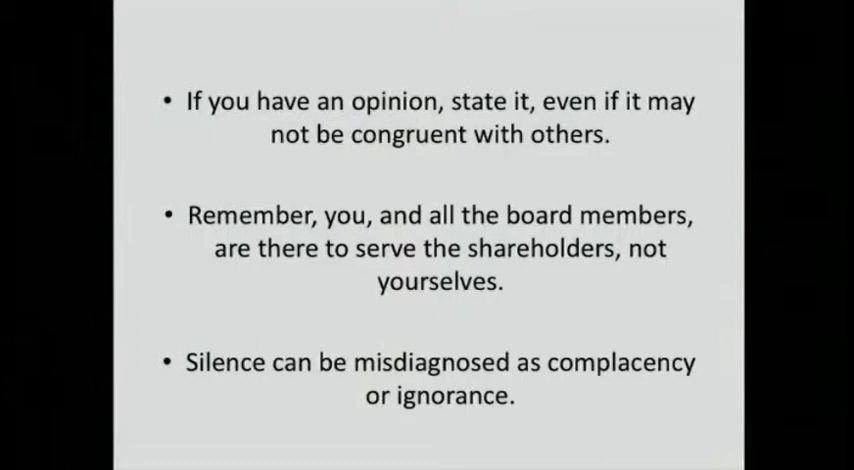 • If you have an opinion, state it, even if it may
not be congruent with others.
• Remember, you, and all the board members,
are there to serve the shareholders, not
yourselves.
• Silence can be misdiagnosed as complacency
or ignorance.